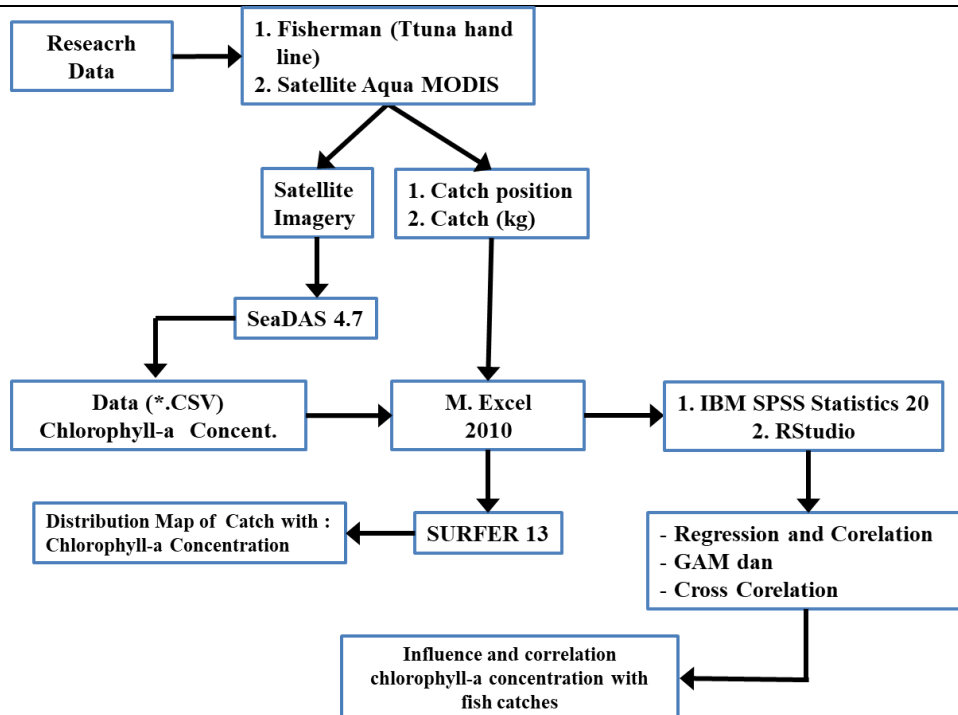 Reseacrh
Data
1. Fisherman (Ttuna hand
line)
2. Satellite Aqua MODIS
Satellite
Imagery
1. Catch position
2. Catch (kg)
SeaDAS 4.7
Data (*.CSV)
Chlorophyll-a Concent.
M. Excel
2010
1. IBM SPSS Statistics 20
2. RStudio
Distribution Map of Catch with :
Chlorophyll-a Concentration
SURFER 13
- Regression and Corelation
- GAM dan
- Cross Corelation
Influence and correlation
chlorophyll-a concentration with
fish catches